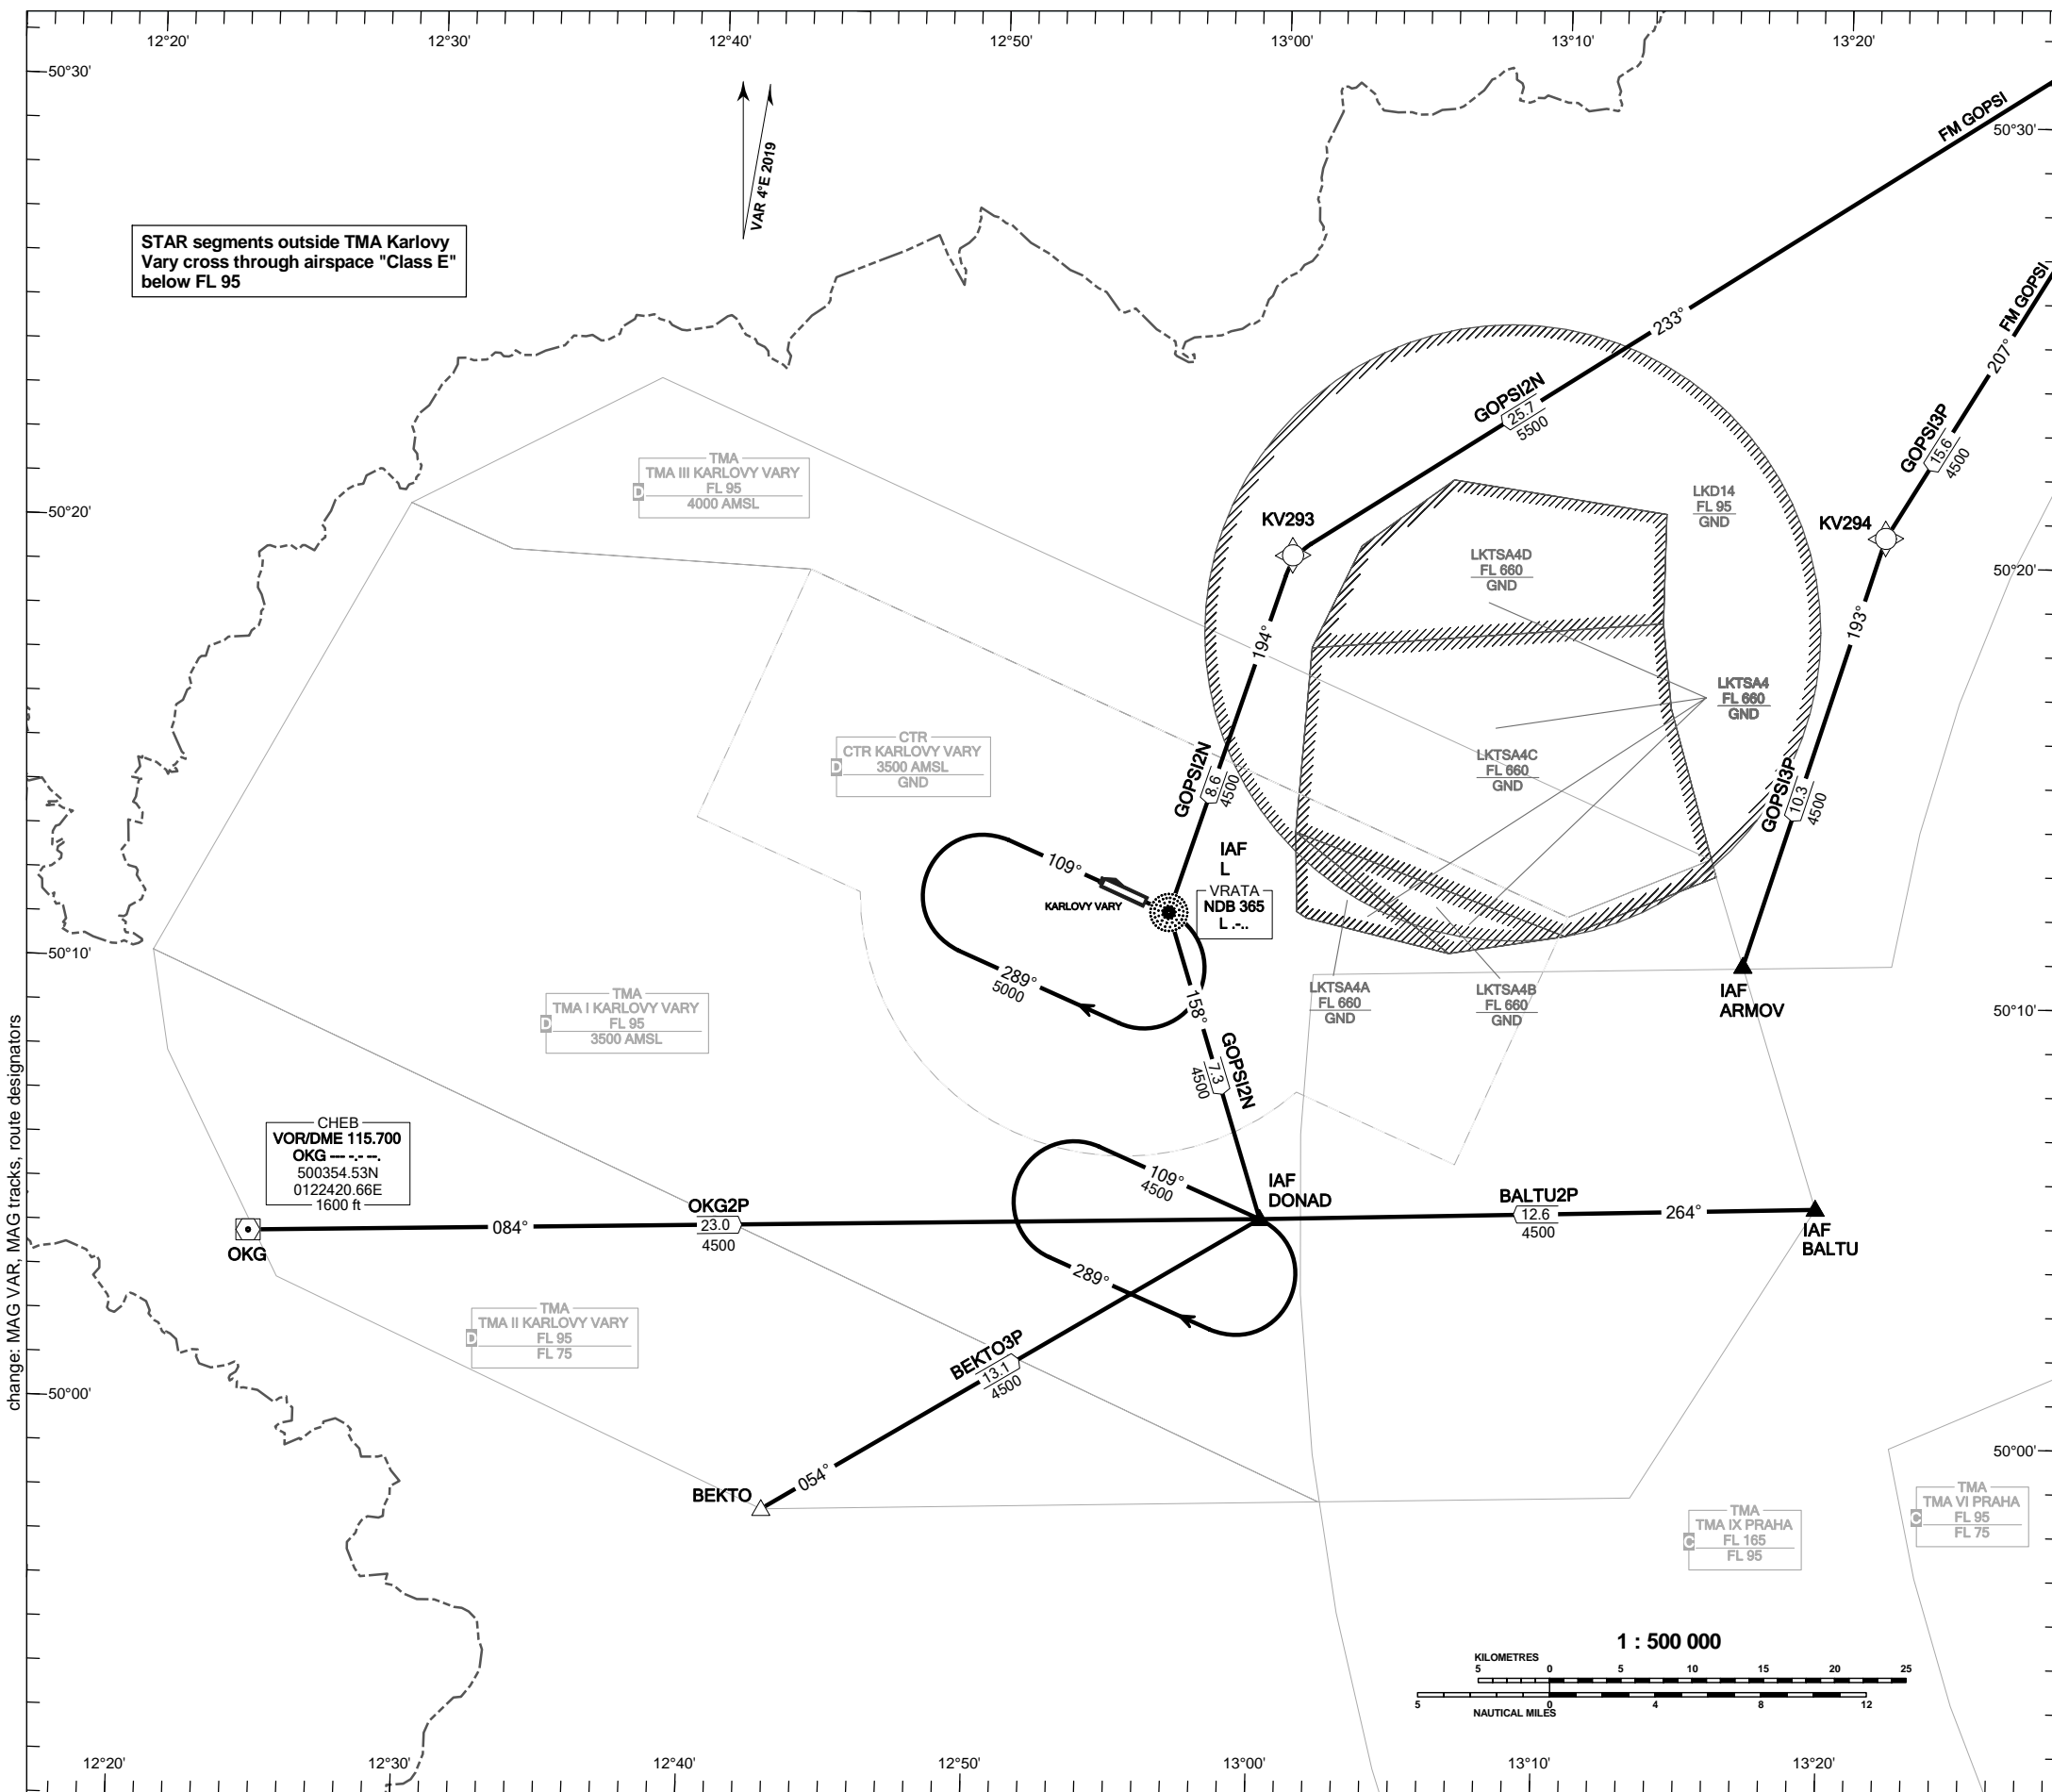 12°20'
12°30'
12°40'
12°50'
13°00'
13°10'
13°20'
50°30'
FM GOPSI
50°30'
VAR 4°E 2019
STAR segments outside TMA Karlovy
Vary cross through airspace "Class E"
below FL 95
FM GOPSI
233°
207°
GOPSI2N
25.7
5500
GOPSI3P
15.6
4500
TMA
TMA III KARLOVY VARY
D
FL 95
4000 AMSL
LKD14
FL 95
GND
50°20'
KV293
KV294
LKTSA4D
FL 660
GND
50°20'
194°
193°
LKTSA4
FL 660
GND
CTR
CTR KARLOVY VARY
D
3500 AMSL
GND
LKTSA4C
FL 660
GND
GOPSI2N
8.6
4500
GOPSI3P
10.3
4500
109°
IAF
L
VRATA
NDB 365
L .-..
KARLOVY VARY
50°10'
289°
5000
158°
LKTSA4A
FL 660
GND
LKTSA4B
FL 660
GND
IAF
ARMOV
50°10'
TMA
TMA I KARLOVY VARY
D
FL 95
3500 AMSL
GOPSI2N
7.3
4500
change: MAG VAR, MAG tracks, route designators
CHEB
VOR/DME 115.700
OKG --- -.- --.
500354.53N
0122420.66E
1600 ft
109°
4500
IAF
DONAD
OKG2P
23.0
4500
084°
BALTU2P
12.6
4500
264°
IAF
BALTU
OKG
289°
TMA
TMA II KARLOVY VARY
D
FL 95
FL 75
BEKTO3P
13.1
4500
50°00'
50°00'
054°
BEKTO
TMA
TMA VI PRAHA
C
FL 95
FL 75
TMA
TMA IX PRAHA
C
FL 165
FL 95
1 : 500 000
KILOMETRES
5 0 5 10 15 20 25
5 0 4 8 12
NAUTICAL MILES
12°20'
12°30'
12°40'
12°50'
13°00'
13°10'
13°20'
LKTSA4B